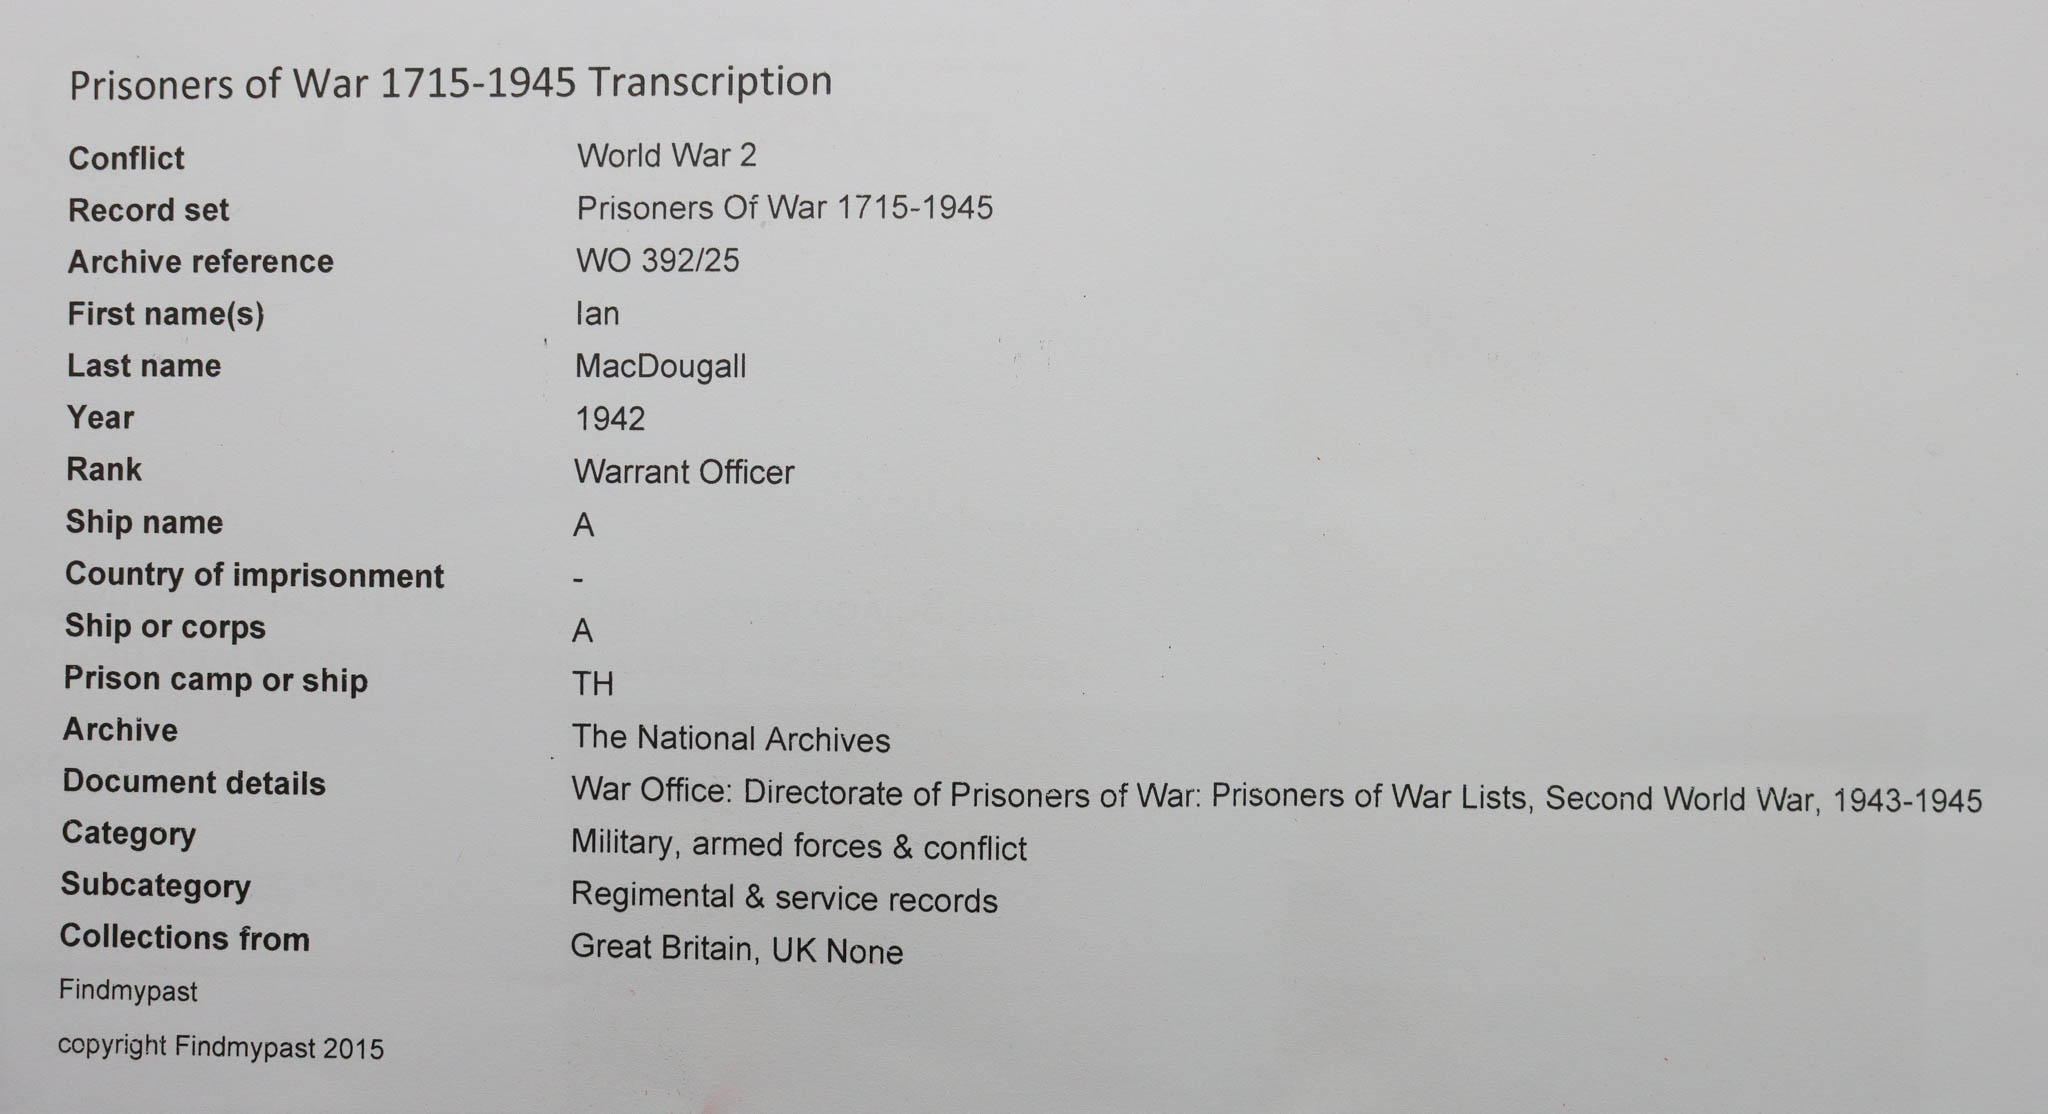 Prisoners of War 1715-1945 Transcription
Conflict World War 2
Record set Prisoners Of War 1715-1945
Archive reference WO 392/25
First name(s) Ian
Last name MacDougall
Year 1942
Rank Warrant Officer
Ship name A
Country of imprisonment -
Ship or corps A
Prison camp or ship TH
Archive The National Archives
Document details War Office: Directorate of Prisoners of War: Prisoners of War Lists, Second World War, 1943-1945
Category Military, armed forces & conflict
Subcategory Regimental & service records
Collections from Great Britain, UK None
Findmypast
copyright Findmypast 2015